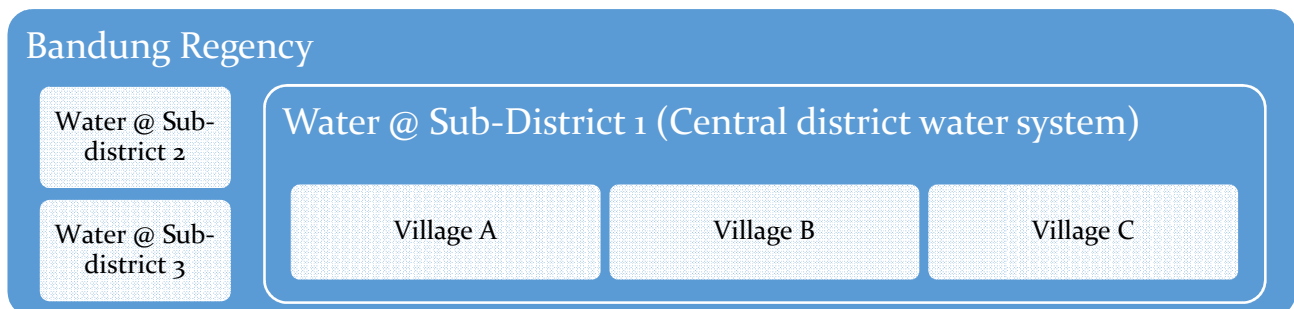 Bandung Regency
Water @ Sub-
district 2
Water @ Sub-
district 3
Water @ Sub-District 1 (Central district water system)
Village A
Village B
Village C